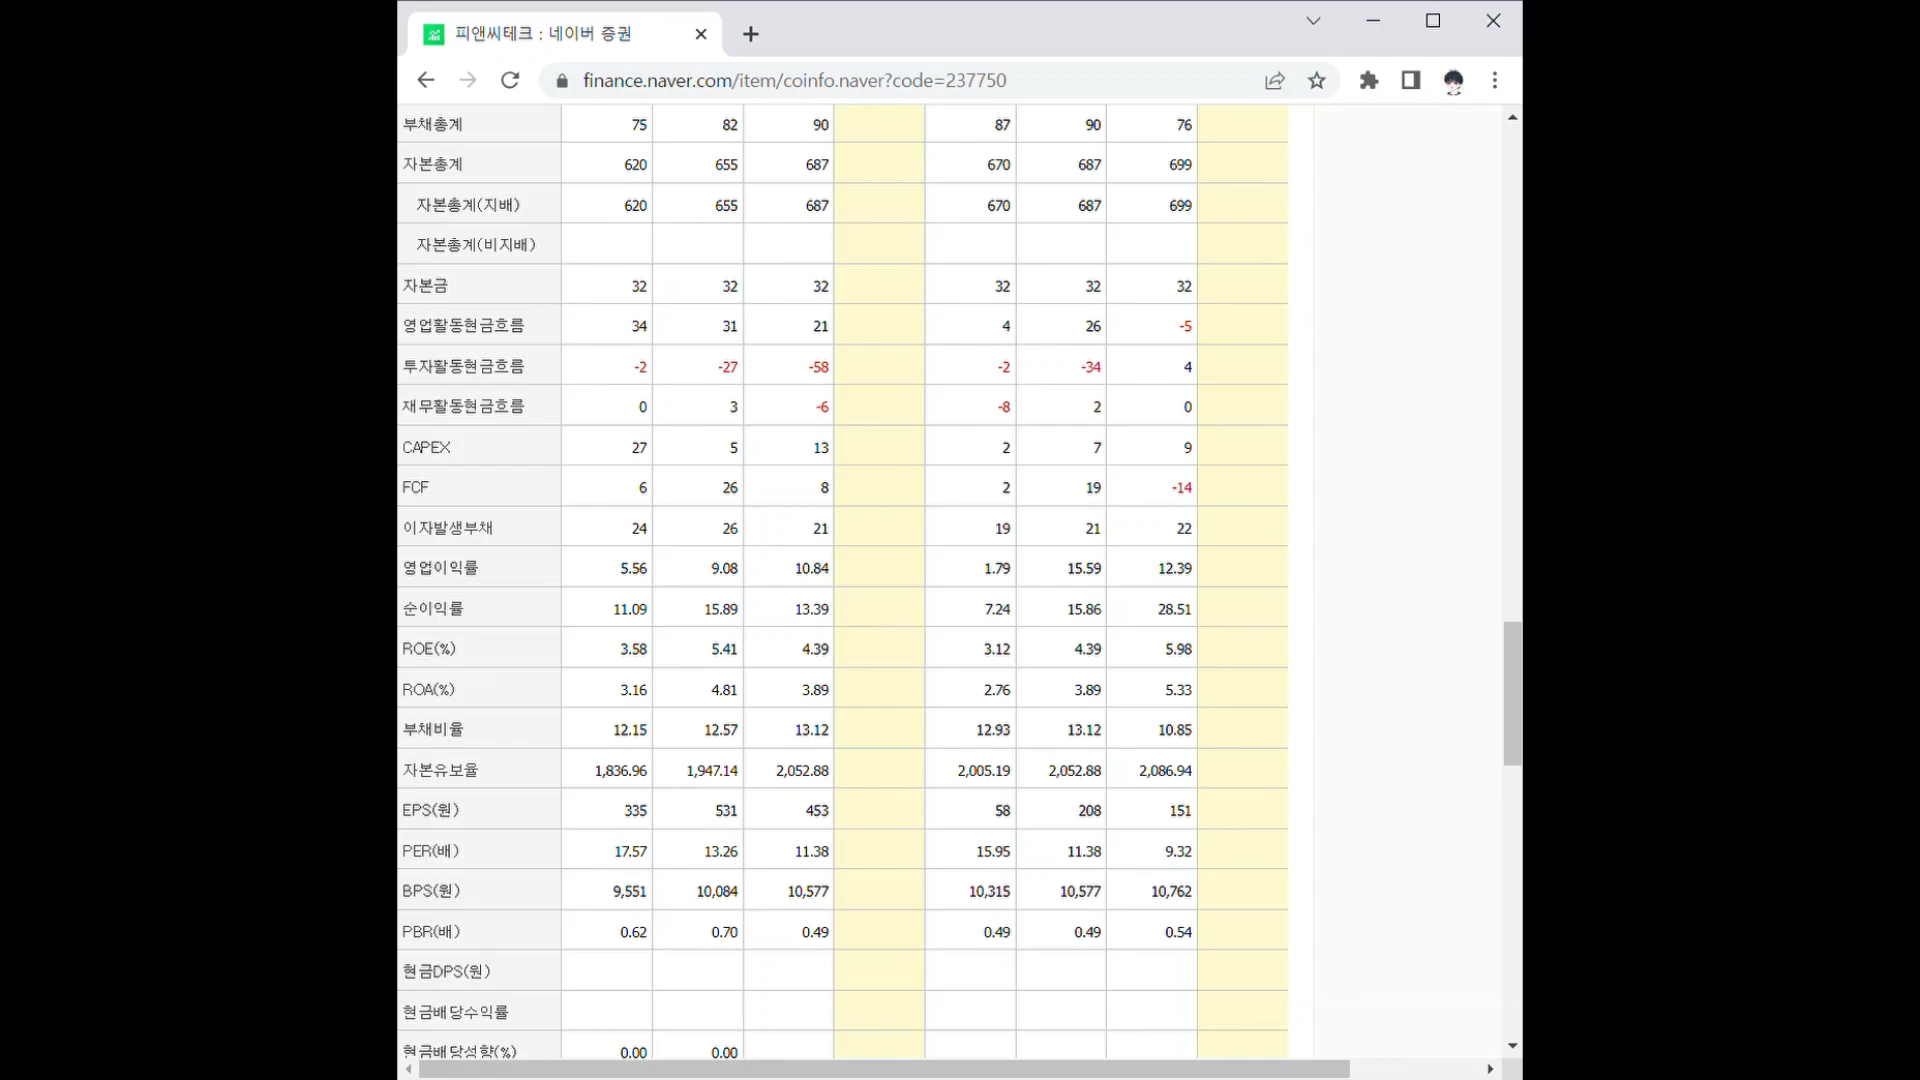 피앤씨테크 : 네이버 증권
finance.naver.com/item/coinfo.naver?code=237750
부채총계 75 82 90 87 90 76
자본총계 620 655 687 670 687 699
자본총계(지배) 620 655 687 670 687 699
자본총계(비지배)
자본금 32 32 32 32 32 32
영업활동현금흐름 34 31 21 4 26 -5
투자활동현금흐름 -2 -27 -58 -2 -34 4
재무활동현금흐름 0 3 -6 -8 2 0
CAPEX 27 5 13 2 7 9
FCF 6 26 8 2 19 -14
이자발생부채 24 26 21 19 21 22
영업이익률 5.56 9.08 10.84 1.79 15.59 12.39
순이익률 11.09 15.89 13.39 7.24 15.86 28.51
ROE(%) 3.58 5.41 4.39 3.12 4.39 5.98
ROA(%) 3.16 4.81 3.89 2.76 3.89 5.33
부채비율 12.15 12.57 13.12 12.93 13.12 10.85
자본유보율 1,836.96 1,947.14 2,052.88 2,005.19 2,052.88 2,086.94
EPS(원) 335 531 453 58 208 151
PER(배) 17.57 13.26 11.38 15.95 11.38 9.32
BPS(원) 9,551 10,084 10,577 10,315 10,577 10,762
PBR(배) 0.62 0.70 0.49 0.49 0.49 0.54
현금DPS(원)
현금배당수익률
현금배당성향(%) 0.00 0.00